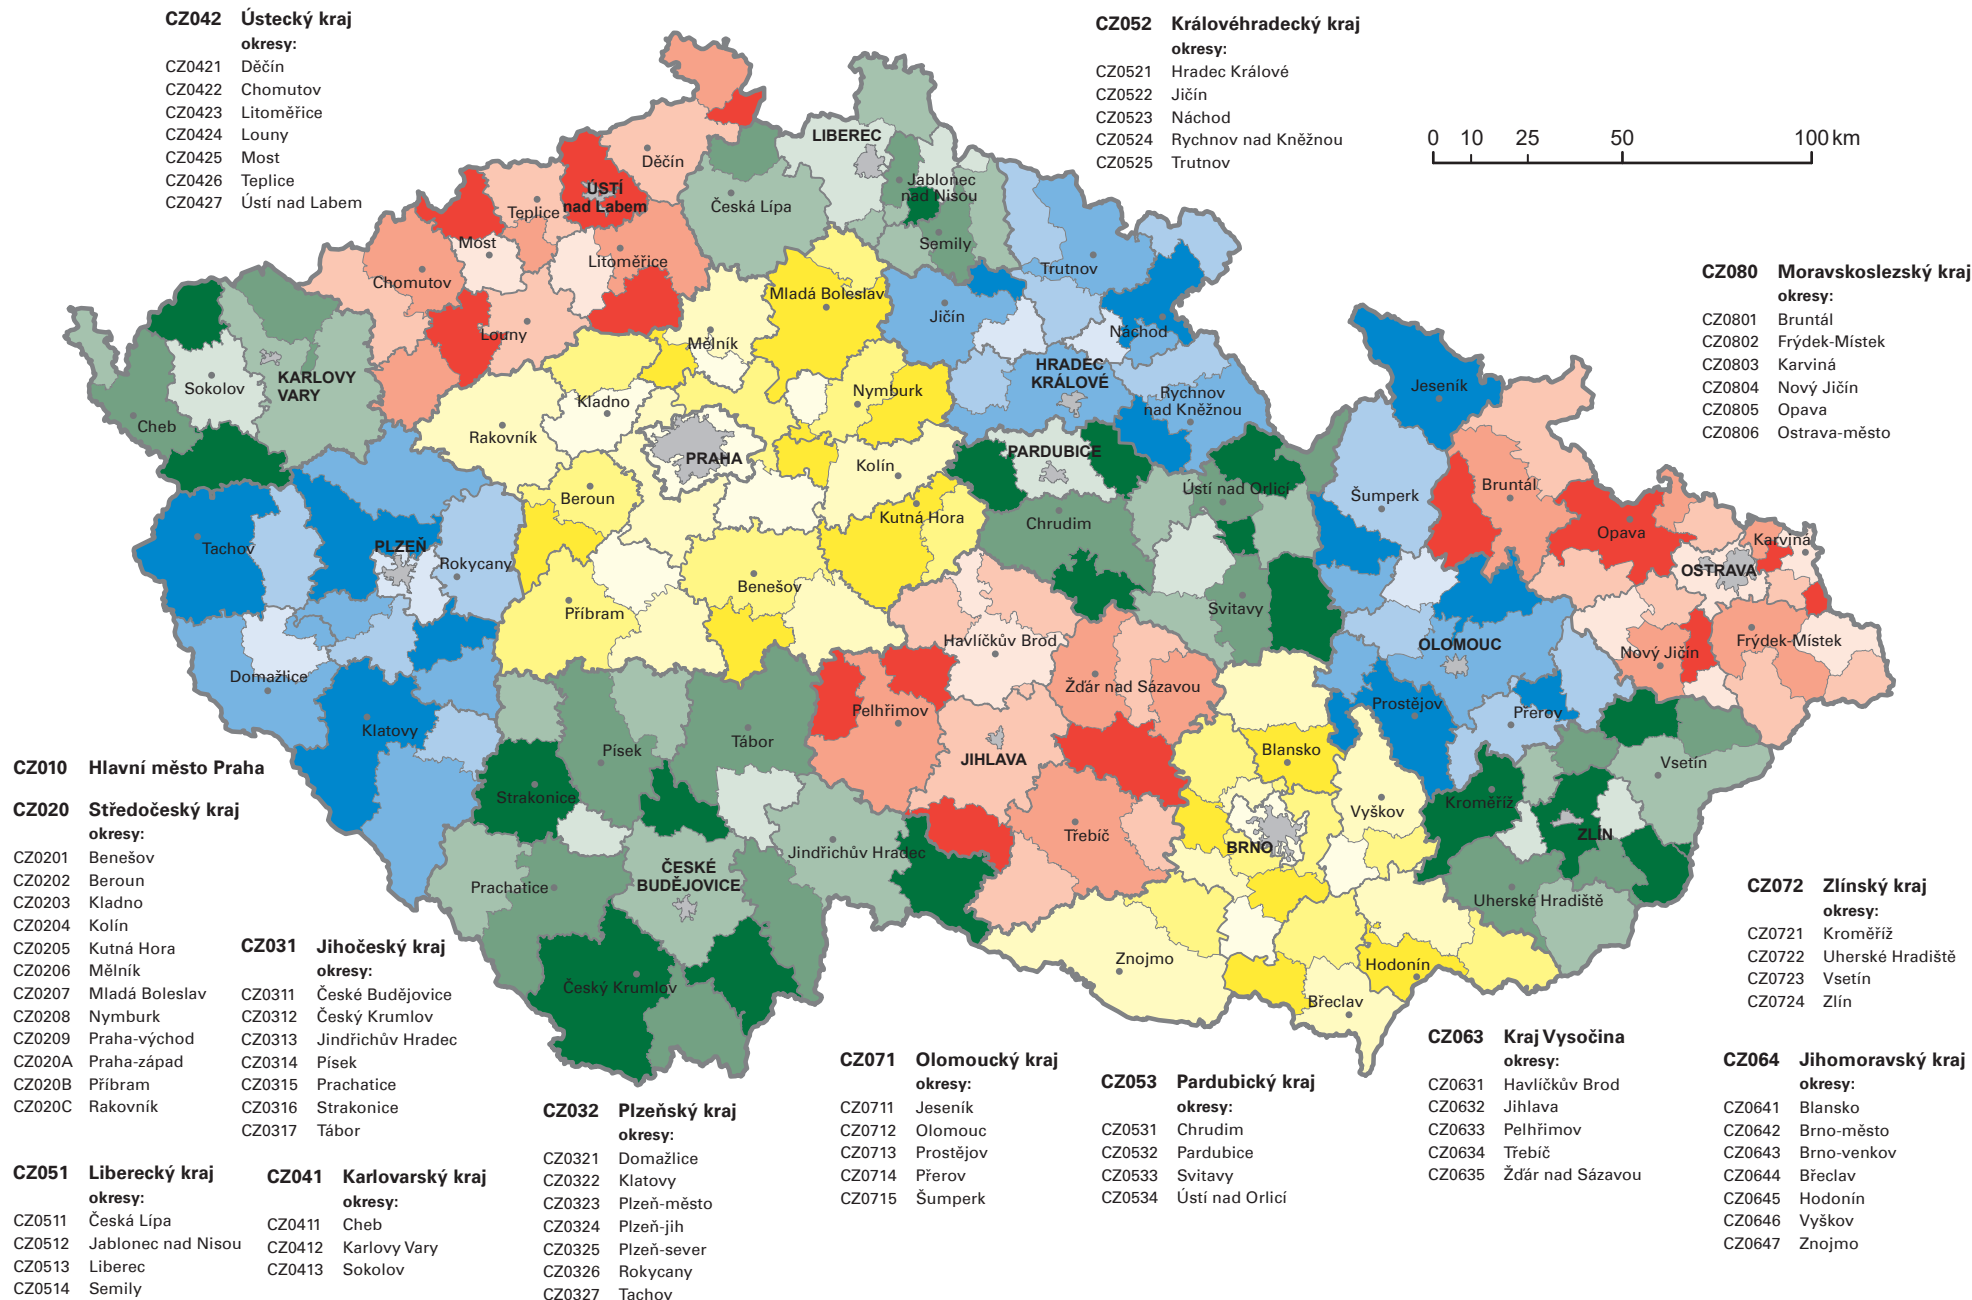 CZ042 Ústecký kraj
okresy:
CZ0421 Děčín
CZ0422 Chomutov
CZ0423 Litoměřice
CZ0424 Louny
CZ0425 Most
CZ0426 Teplice
CZ0427 Ústí nad Labem
CZ052 Královéhradecký kraj
okresy:
CZ0521 Hradec Králové
CZ0522 Jičín
CZ0523 Náchod
CZ0524 Rychnov nad Kněžnou
CZ0525 Trutnov
0 10 25 50 100 km
CZ080 Moravskoslezský kraj
okresy:
CZ0801 Bruntál
CZ0802 Frýdek-Místek
CZ0803 Karviná
CZ0804 Nový Jičín
CZ0805 Opava
CZ0806 Ostrava-město
LIBEREC
Děčín
Jablonec
nad Nisou
ÚSTÍ
nad Labem
Teplice
Česká Lípa
Most
Semily
Litoměřice
Trutnov
Chomutov
Mladá Boleslav
Jičín
Louny
Náchod
Mělník
HRADEC
KRÁLOVÉ
KARLOVY
VARY
Sokolov
Jeseník
Nymburk
Rychnov
nad Kněžnou
Kladno
Cheb
Rakovník
PRAHA
PARDUBICE
Kolín
Ústí nad Orlicí
Šumperk
Bruntál
Beroun
Kutná Hora
Chrudim
Opava
Karviná
Tachov
PLZEŇ
Rokycany
OSTRAVA
Benešov
Příbram
Svitavy
Havlíčkův Brod
OLOMOUC
Frýdek-Místek
Nový Jičín
Domažlice
Žďár nad Sázavou
Prostějov
Pelhřimov
Přerov
Klatovy
Písek
Tábor
Blansko
JIHLAVA
Vsetín
Strakonice
Kroměříž
Vyškov
Třebíč
ZLÍN
BRNO
Jindřichův Hradec
ČESKÉ
BUDĚJOVICE
Prachatice
Uherské Hradiště
Znojmo
Hodonín
Český Krumlov
Břeclav
CZ010 Hlavní město Praha
CZ020 Středočeský kraj
okresy:
CZ0201 Benešov
CZ0202 Beroun
CZ0203 Kladno
CZ0204 Kolín
CZ0205 Kutná Hora
CZ0206 Mělník
CZ0207 Mladá Boleslav
CZ0208 Nymburk
CZ0209 Praha-východ
CZ020A Praha-západ
CZ020B Příbram
CZ020C Rakovník
CZ031 Jihočeský kraj
okresy:
CZ0311 České Budějovice
CZ0312 Český Krumlov
CZ0313 Jindřichův Hradec
CZ0314 Písek
CZ0315 Prachatice
CZ0316 Strakonice
CZ0317 Tábor
CZ072 Zlínský kraj
okresy:
CZ0721 Kroměříž
CZ0722 Uherské Hradiště
CZ0723 Vsetín
CZ0724 Zlín
CZ051 Liberecký kraj
okresy:
CZ0511 Česká Lípa
CZ0512 Jablonec nad Nisou
CZ0513 Liberec
CZ0514 Semily
CZ041 Karlovarský kraj
okresy:
CZ0411 Cheb
CZ0412 Karlovy Vary
CZ0413 Sokolov
CZ032 Plzeňský kraj
okresy:
CZ0321 Domažlice
CZ0322 Klatovy
CZ0323 Plzeň-město
CZ0324 Plzeň-jih
CZ0325 Plzeň-sever
CZ0326 Rokycany
CZ0327 Tachov
CZ071 Olomoucký kraj
okresy:
CZ0711 Jeseník
CZ0712 Olomouc
CZ0713 Prostějov
CZ0714 Přerov
CZ0715 Šumperk
CZ053 Pardubický kraj
okresy:
CZ0531 Chrudim
CZ0532 Pardubice
CZ0533 Svitavy
CZ0534 Ústí nad Orlicí
CZ063 Kraj Vysočina
okresy:
CZ0631 Havlíčkův Brod
CZ0632 Jihlava
CZ0633 Pelhřimov
CZ0634 Třebíč
CZ0635 Žďár nad Sázavou
CZ064 Jihomoravský kraj
okresy:
CZ0641 Blansko
CZ0642 Brno-město
CZ0643 Brno-venkov
CZ0644 Břeclav
CZ0645 Hodonín
CZ0646 Vyškov
CZ0647 Znojmo